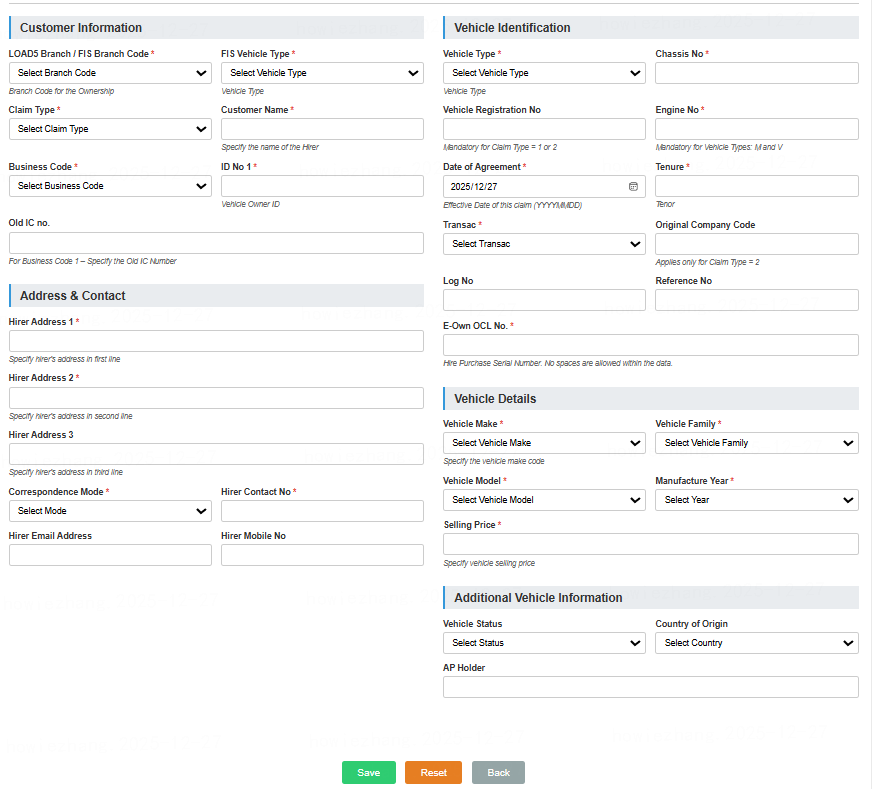 Customer Information
LOAD5 Branch / FIS Branch Code *
FIS Vehicle Type *
Select Branch Code
Select Vehicle Type
Branch Code for the Ownership
Vehicle Type
Claim Type *
Customer Name *
Select Claim Type
Specify the name of the Hirer
Business Code *
ID No 1 *
Select Business Code
Vehicle Owner ID
Old IC no.
For Business Code 1 – Specify the Old IC Number
Address & Contact
Hirer Address 1 *
Specify hirer's address in first line
Hirer Address 2 *
Specify hirer's address in second line
Hirer Address 3
Specify hirer's address in third line
Correspondence Mode *
Hirer Contact No *
Select Mode
Hirer Email Address
Hirer Mobile No
Vehicle Identification
Vehicle Type *
Chassis No *
Select Vehicle Type
Vehicle Type
Vehicle Registration No
Engine No *
Mandatory for Claim Type = 1 or 2
Mandatory for Vehicle Types: M and V
Date of Agreement *
Tenure *
2025/12/27
Effective Date of this claim (YYYY/MM/DD)
Tenor
Transac *
Original Company Code
Select Transac
Applies only for Claim Type = 2
Log No
Reference No
E-Own OCL No. *
Hire Purchase Serial Number. No spaces are allowed within the data.
Vehicle Details
Vehicle Make *
Vehicle Family *
Select Vehicle Make
Select Vehicle Family
Specify the vehicle make code
Vehicle Model *
Manufacture Year *
Select Vehicle Model
Select Year
Selling Price *
Specify vehicle selling price
Additional Vehicle Information
Vehicle Status
Country of Origin
Select Status
Select Country
AP Holder
Save
Reset
Back